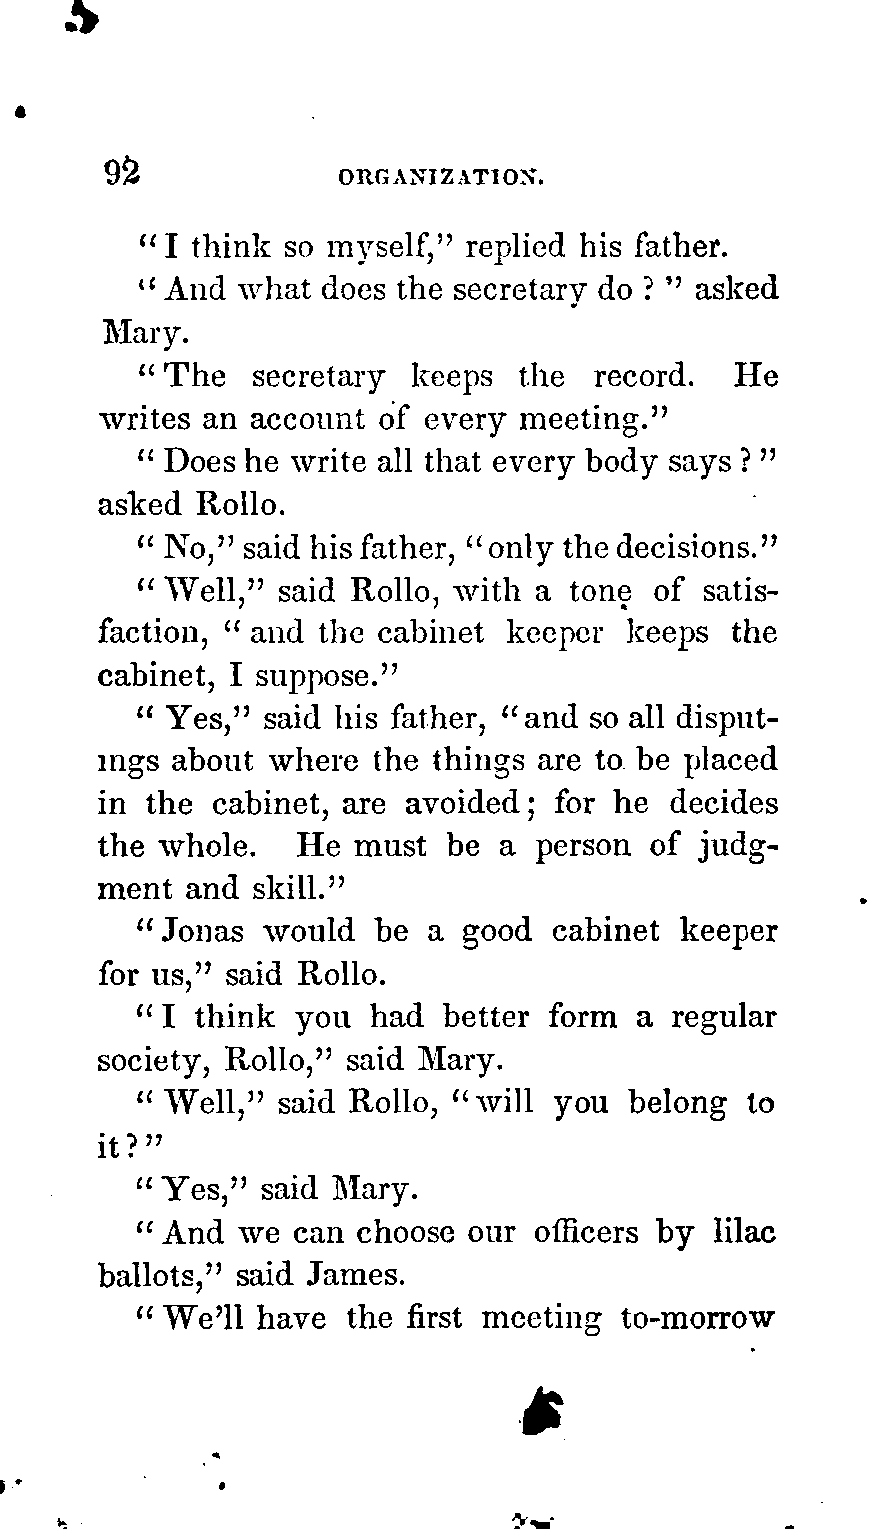 92 ORGANIZATION.
“I think so myself,” replied his father.
“And what does the secretary do?” asked
Mary.
“The secretary keeps the record. He
writes an account of every meeting.”
“Does he write all that every body says?”
asked Rollo.
“No,” said his father, “only the decisions.”
“Well,” said Rollo, with a tone of satis-
faction, “and the cabinet keeper keeps the
cabinet, I suppose.”
“Yes,” said his father, “and so all disput-
ings about where the things are to be placed
in the cabinet, are avoided; for he decides
the whole. He must be a person of judg-
ment and skill.”
“Jonas would be a good cabinet keeper
for us,” said Rollo.
“I think you had better form a regular
society, Rollo,” said Mary.
“Well,” said Rollo, “will you belong to
it?”
“Yes,” said Mary.
“And we can choose our officers by lilac
ballots,” said James.
“We’ll have the first meeting to-morrow